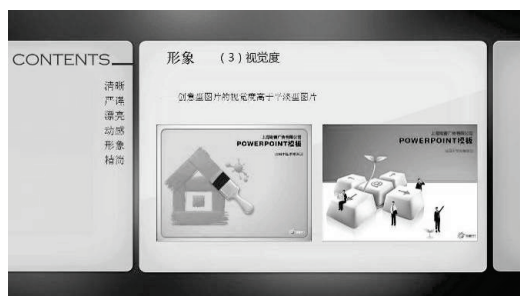 CONTENTS
清晰
严谨
漂亮
动感
形象
精简
形象 (3)视觉度
创意型图片的视觉度高于平淡型图片
POWERPOINT模板
POWERPOINT模板